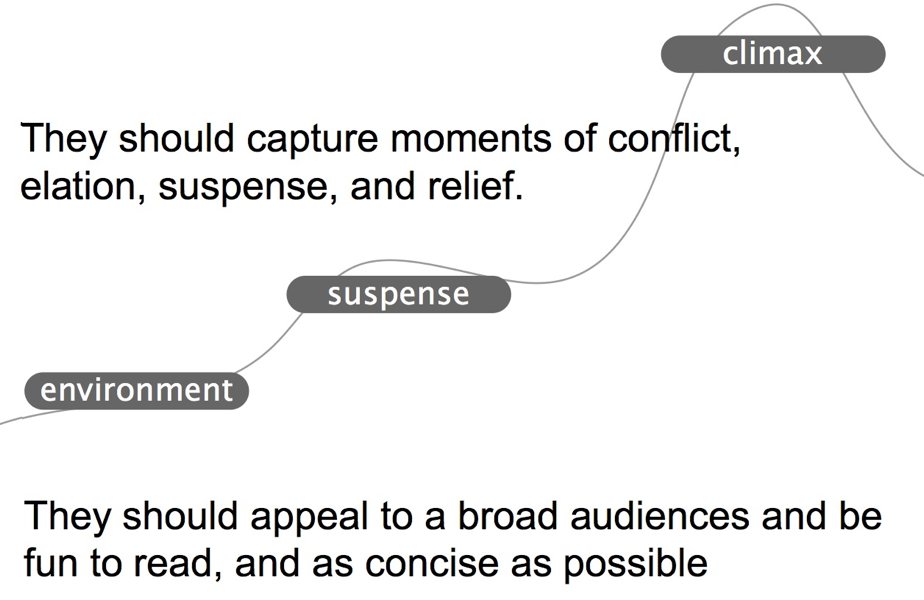 climax
They should capture moments of conflict,
elation, suspense, and relief.
suspense
environment
They should appeal to a broad audiences and be
fun to read, and as concise as possible